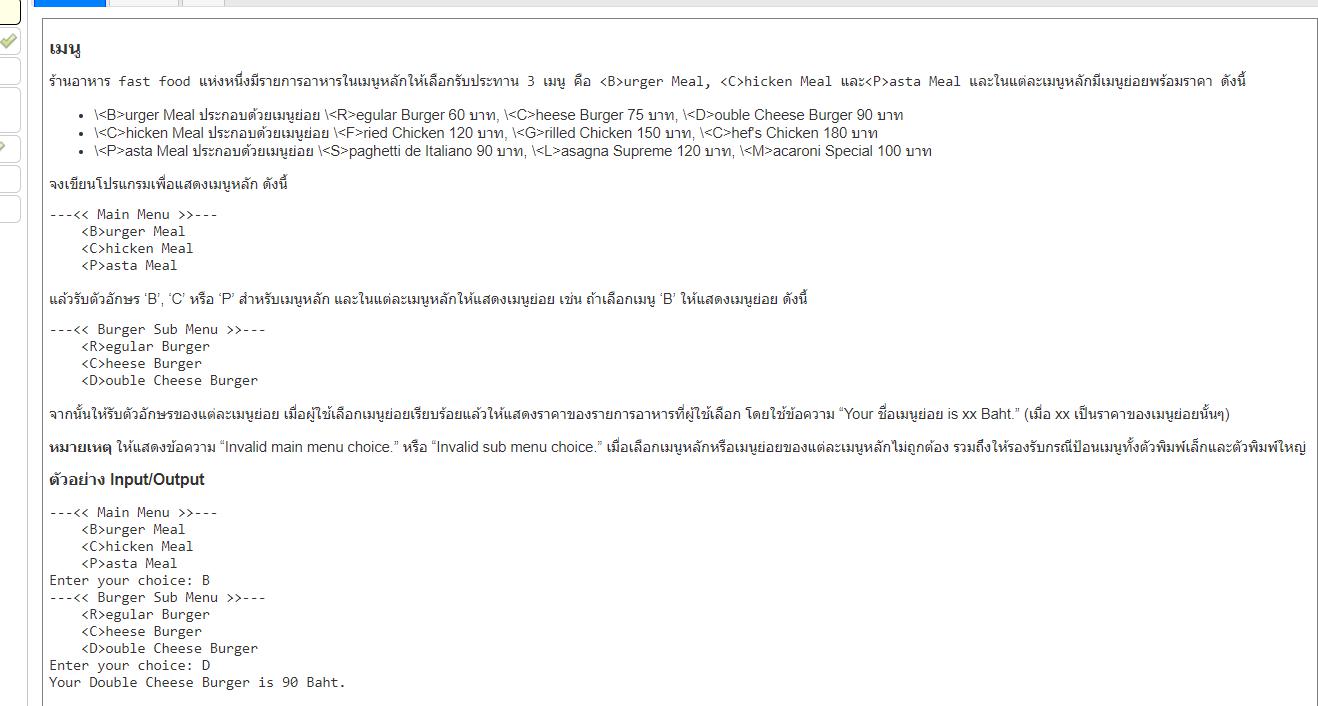 เมนู
ร้านอาหาร fast food แห่งหนึ่งมีรายการอาหารในเมนูหลักให้เลือกรับประทาน 3 เมนู คือ <B>urger Meal, <C>hicken Meal และ<P>asta Meal และในแต่ละเมนูหลักมีเมนูย่อยพร้อมราคา ดังนี้
• \<B>urger Meal ประกอบด้วยเมนูย่อย \<R>egular Burger 60 บาท, \<C>heese Burger 75 บาท, \<D>ouble Cheese Burger 90 บาท
• \<C>hicken Meal ประกอบด้วยเมนูย่อย \<F>ried Chicken 120 บาท, \<G>rilled Chicken 150 บาท, \<C>hef's Chicken 180 บาท
• \<P>asta Meal ประกอบด้วยเมนูย่อย \<S>paghetti de Italiano 90 บาท, \<L>asagna Supreme 120 บาท, \<M>acaroni Special 100 บาท
จงเขียนโปรแกรมเพื่อแสดงเมนูหลัก ดังนี้
---<< Main Menu >>---
    <B>urger Meal
    <C>hicken Meal
    <P>asta Meal
แล้วรับตัวอักษร ‘B’, ‘C’ หรือ ‘P’ สำหรับเมนูหลัก และในแต่ละเมนูหลักให้แสดงเมนูย่อย เช่น ถ้าเลือกเมนู ‘B’ ให้แสดงเมนูย่อย ดังนี้
---<< Burger Sub Menu >>---
    <R>egular Burger
    <C>heese Burger
    <D>ouble Cheese Burger
จากนั้นให้รับตัวอักษรของแต่ละเมนูย่อย เมื่อผู้ใช้เลือกเมนูย่อยเรียบร้อยแล้วให้แสดงราคาของรายการอาหารที่ผู้ใช้เลือก โดยใช้ข้อความ “Your ชื่อเมนูย่อย is xx Baht.” (เมื่อ xx เป็นราคาของเมนูย่อยนั้นๆ)
หมายเหตุ ให้แสดงข้อความ “Invalid main menu choice.” หรือ “Invalid sub menu choice.” เมื่อเลือกเมนูหลักหรือเมนูย่อยของแต่ละเมนูหลักไม่ถูกต้อง รวมถึงให้รองรับกรณีป้อนเมนูทั้งตัวพิมพ์เล็กและตัวพิมพ์ใหญ่
ตัวอย่าง Input/Output
---<< Main Menu >>---
    <B>urger Meal
    <C>hicken Meal
    <P>asta Meal
Enter your choice: B
---<< Burger Sub Menu >>---
    <R>egular Burger
    <C>heese Burger
    <D>ouble Cheese Burger
Enter your choice: D
Your Double Cheese Burger is 90 Baht.